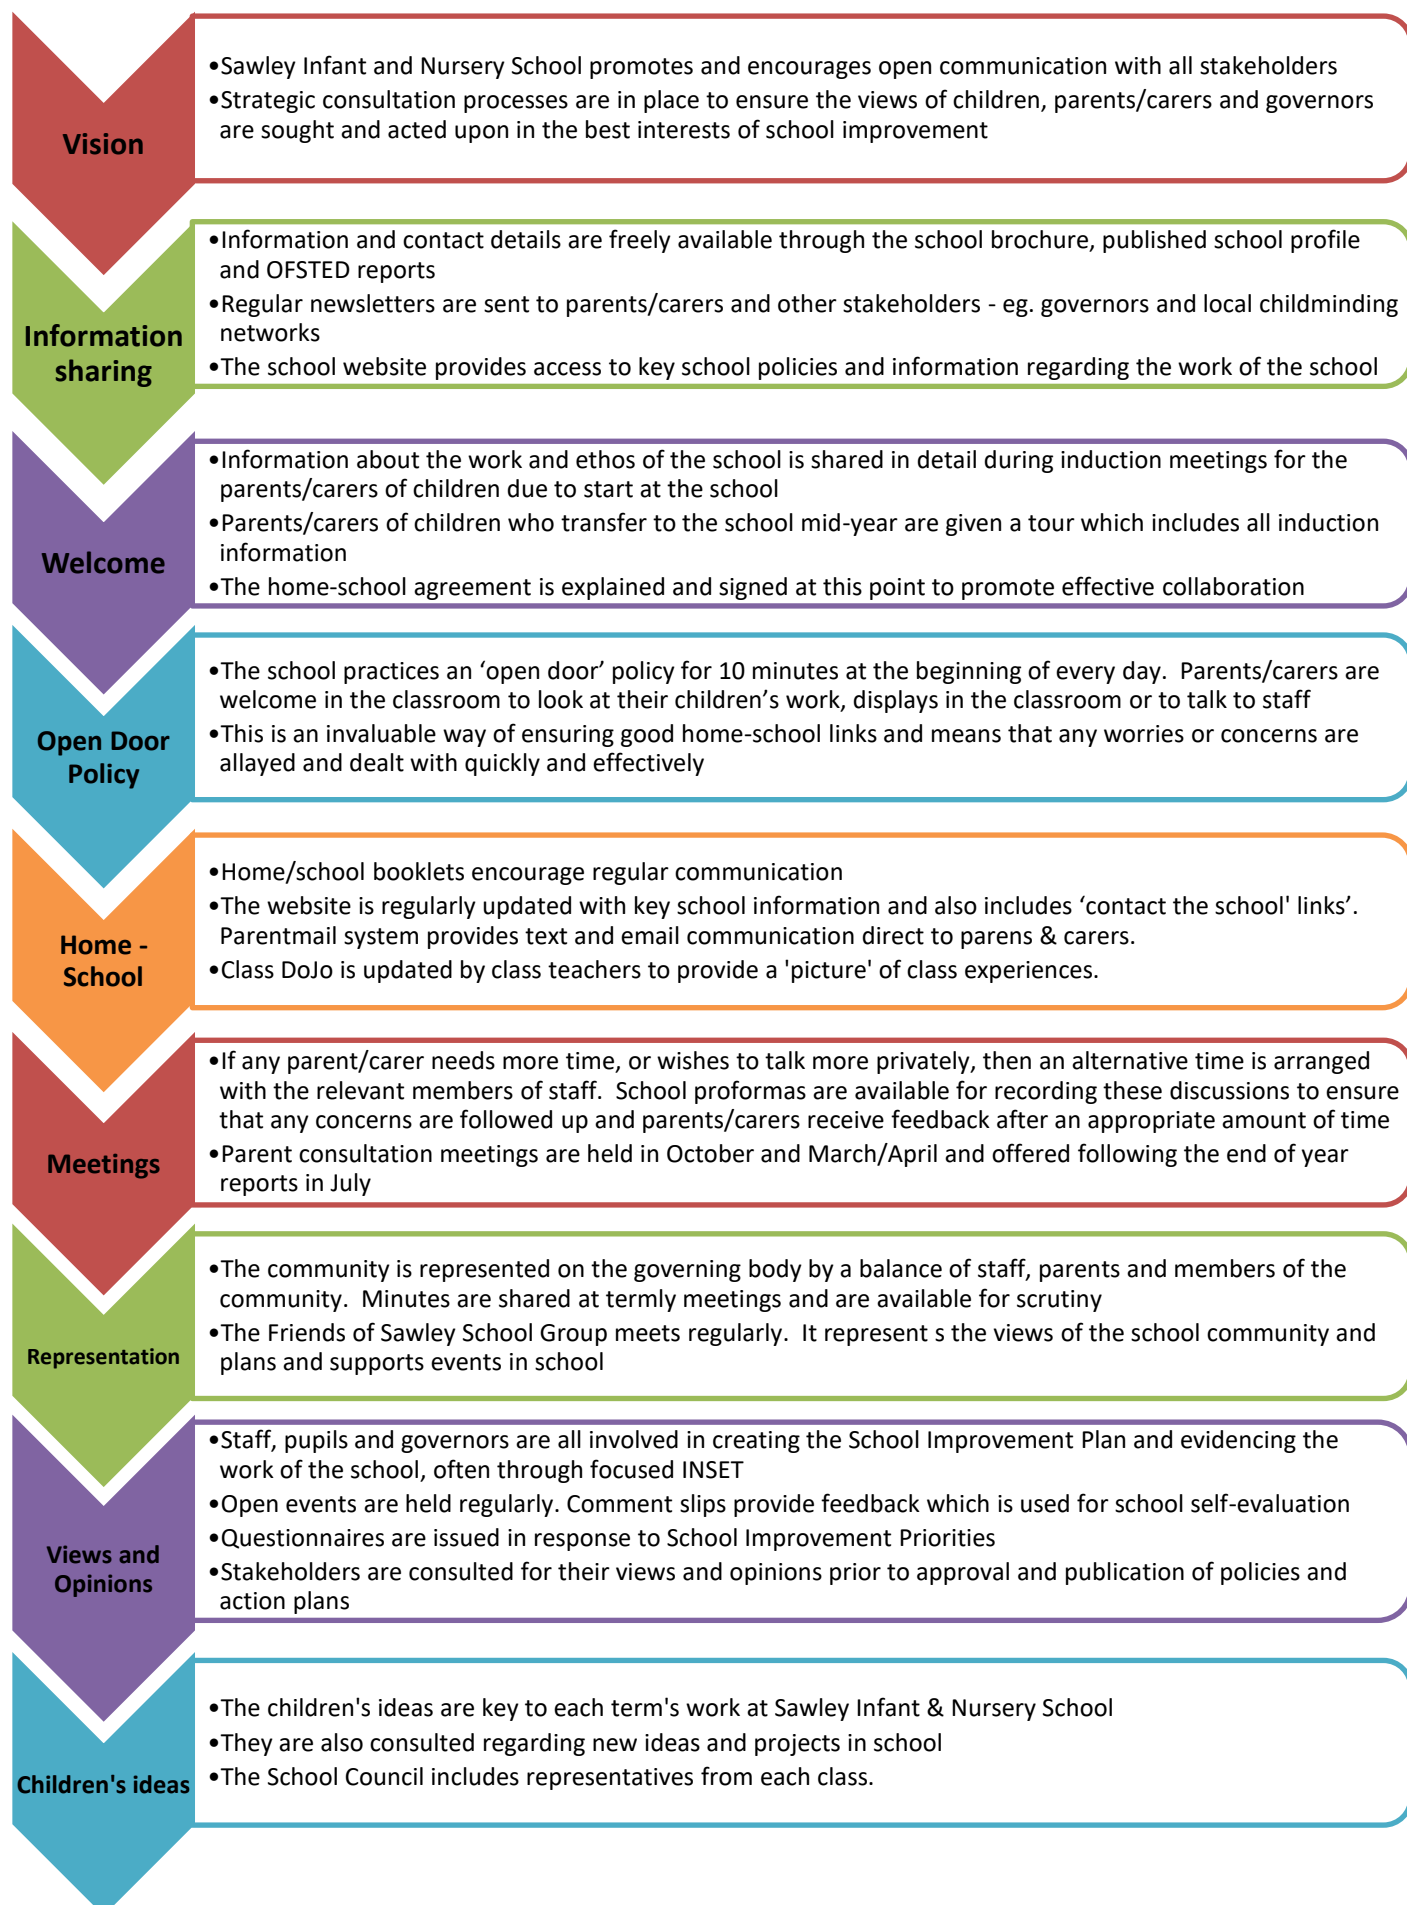 Vision
•Sawley Infant and Nursery School promotes and encourages open communication with all stakeholders
•Strategic consultation processes are in place to ensure the views of children, parents/carers and governors
are sought and acted upon in the best interests of school improvement
Information
sharing
•Information and contact details are freely available through the school brochure, published school profile
and OFSTED reports
•Regular newsletters are sent to parents/carers and other stakeholders - eg. governors and local childminding
networks
•The school website provides access to key school policies and information regarding the work of the school
Welcome
•Information about the work and ethos of the school is shared in detail during induction meetings for the
parents/carers of children due to start at the school
•Parents/carers of children who transfer to the school mid-year are given a tour which includes all induction
information
•The home-school agreement is explained and signed at this point to promote effective collaboration
Open Door
Policy
•The school practices an ‘open door’ policy for 10 minutes at the beginning of every day.  Parents/carers are
welcome in the classroom to look at their children’s work, displays in the classroom or to talk to staff
•This is an invaluable way of ensuring good home-school links and means that any worries or concerns are
allayed and dealt with quickly and effectively
Home -
School
•Home/school booklets encourage regular communication
•The website is regularly updated with key school information and also includes ‘contact the school' links’.
Parentmail system provides text and email communication direct to parens & carers.
•Class DoJo is updated by class teachers to provide a 'picture' of class experiences.
Meetings
•If any parent/carer needs more time, or wishes to talk more privately, then an alternative time is arranged
with the relevant members of staff.  School proformas are available for recording these discussions to ensure
that any concerns are followed up and parents/carers receive feedback after an appropriate amount of time
•Parent consultation meetings are held in October and March/April and offered following the end of year
reports in July
Representation
•The community is represented on the governing body by a balance of staff, parents and members of the
community.  Minutes are shared at termly meetings and are available for scrutiny
•The Friends of Sawley School Group meets regularly.  It represent s the views of the school community and
plans and supports events in school
Views and
Opinions
•Staff, pupils and governors are all involved in creating the School Improvement Plan and evidencing the
work of the school, often through focused INSET
•Open events are held regularly. Comment slips provide feedback which is used for school self-evaluation
•Questionnaires are issued in response to School Improvement Priorities
•Stakeholders are consulted for their views and opinions prior to approval and publication of policies and
action plans
Children's ideas
•The children's ideas are key to each term's work at Sawley Infant & Nursery School
•They are also consulted regarding new ideas and projects in school
•The School Council includes representatives from each class.